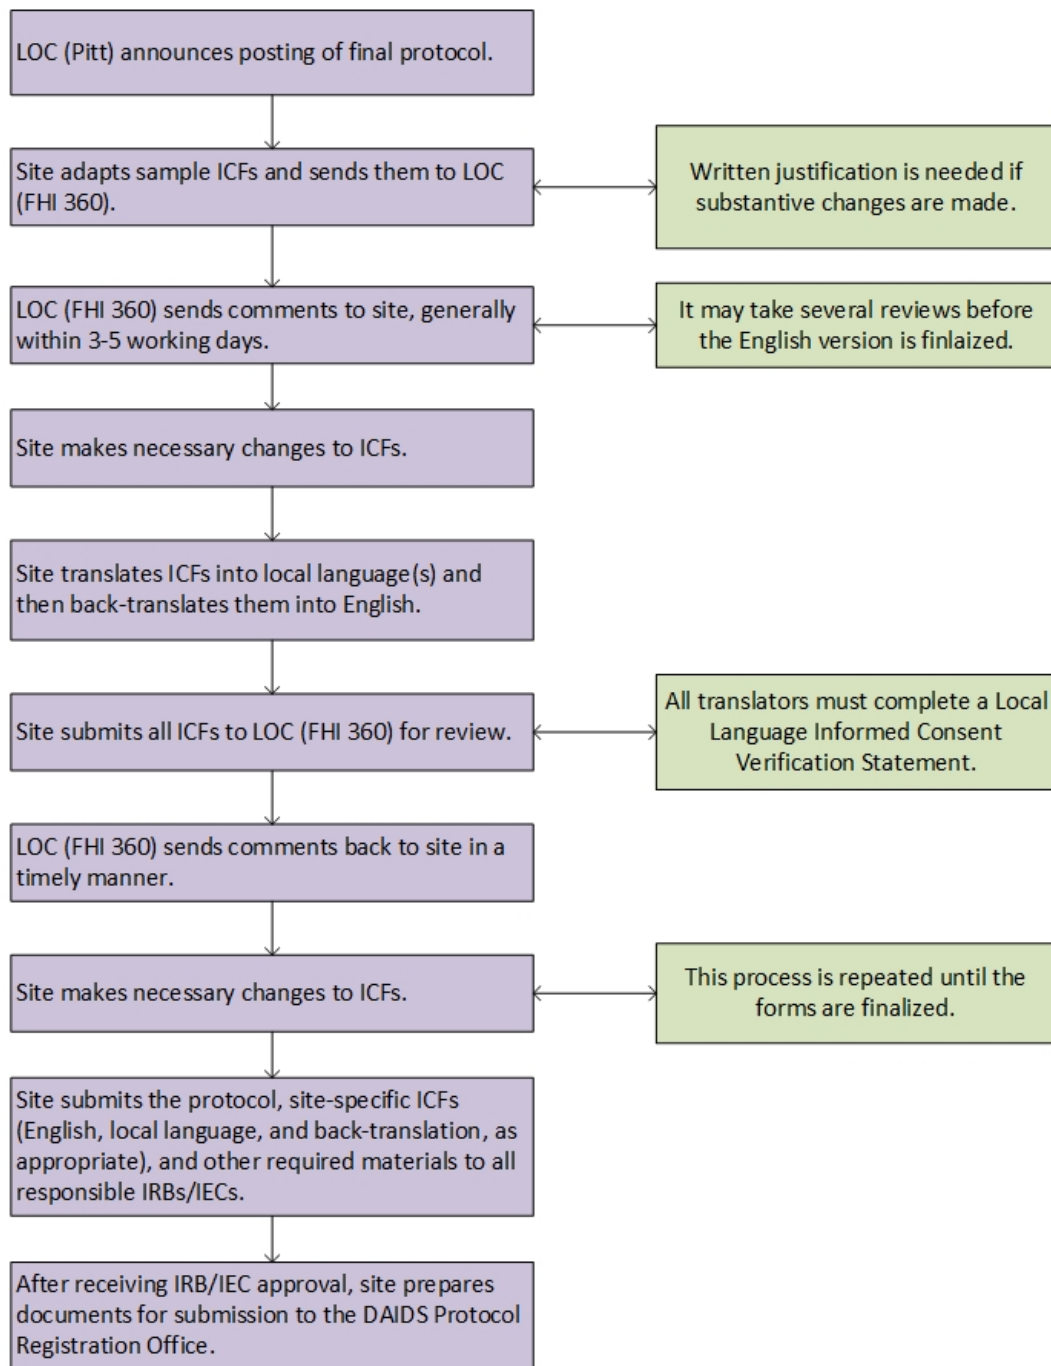 LOC (Pitt) announces posting of final protocol.
Site adapts sample ICFs and sends them to LOC
(FHI 360).
Written justification is needed if
substantive changes are made.
LOC (FHI 360) sends comments to site, generally
within 3-5 working days.
It may take several reviews before
the English version is finlaized.
Site makes necessary changes to ICFs.
Site translates ICFs into local language(s) and
then back-translates them into English.
Site submits all ICFs to LOC (FHI 360) for review.
All translators must complete a Local
Language Informed Consent
Verification Statement.
LOC (FHI 360) sends comments back to site in a
timely manner.
Site makes necessary changes to ICFs.
This process is repeated until the
forms are finalized.
Site submits the protocol, site-specific ICFs
(English, local language, and back-translation, as
appropriate), and other required materials to all
responsible IRBs/IECs.
After receiving IRB/IEC approval, site prepares
documents for submission to the DAIDS Protocol
Registration Office.